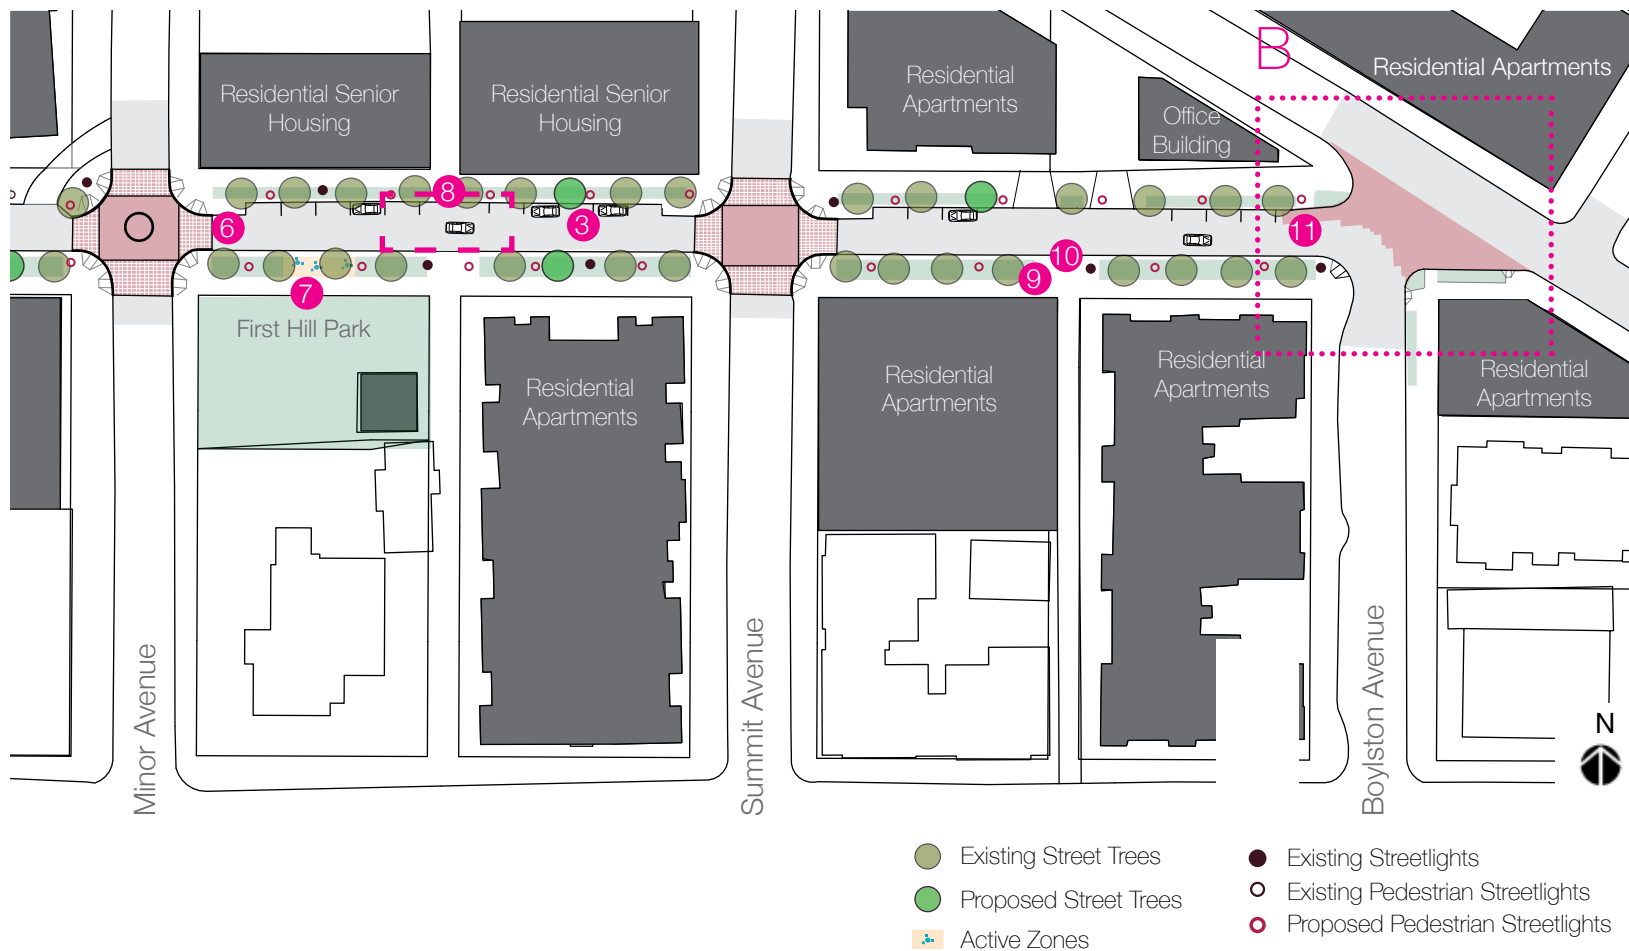 B
Residential Apartments
Residential Senior
Housing
Residential Senior
Housing
Residential
Apartments
Office
Building
8
6
3
11
10
9
7
First Hill Park
Residential
Apartments
Residential
Apartments
Residential
Apartments
Residential
Apartments
Minor Avenue
Summit Avenue
Boylston Avenue
N
Existing Street Trees
Proposed Street Trees
Active Zones
Existing Streetlights
Existing Pedestrian Streetlights
Proposed Pedestrian Streetlights